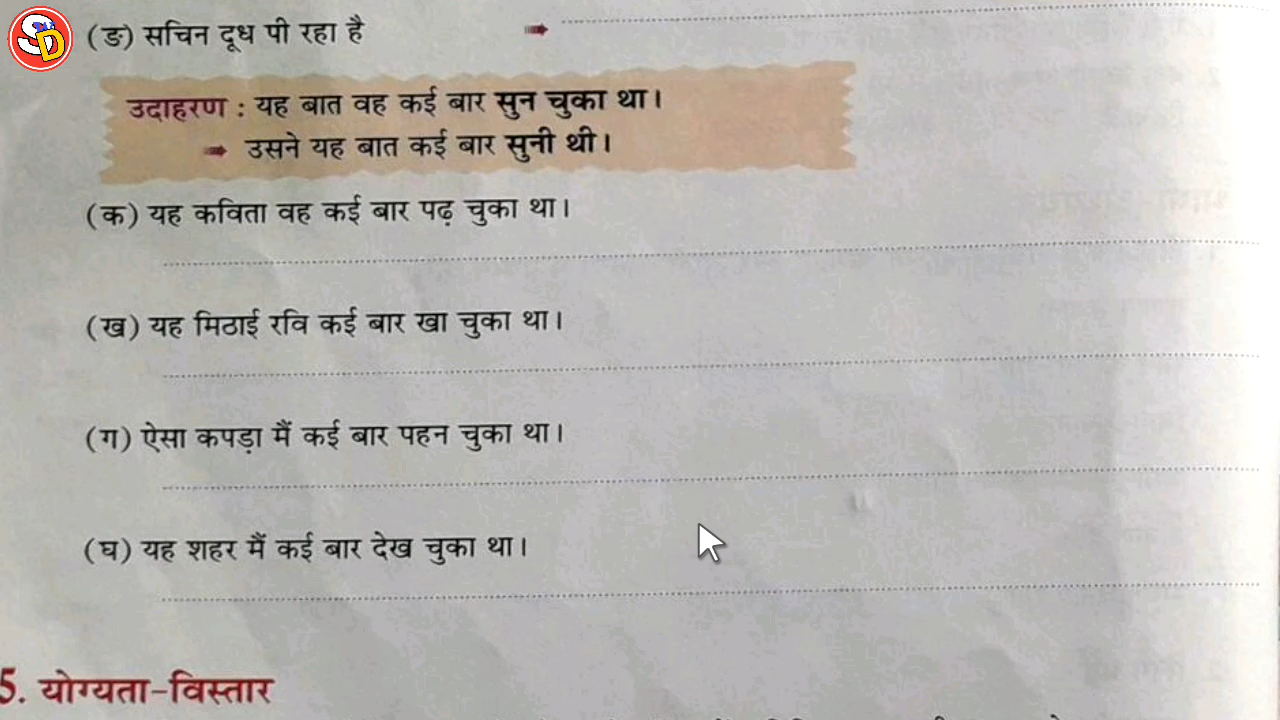 SD
(ङ) सचिन दूध पी रहा है
उदाहरण : यह बात वह कई बार सुन चुका था।
उसने यह बात कई बार सुनी थी।
(क) यह कविता वह कई बार पढ़ चुका था।
(ख) यह मिठाई रवि कई बार खा चुका था।
(ग) ऐसा कपड़ा मैं कई बार पहन चुका था।
(घ) यह शहर मैं कई बार देख चुका था।
5. योग्यता-विस्तार